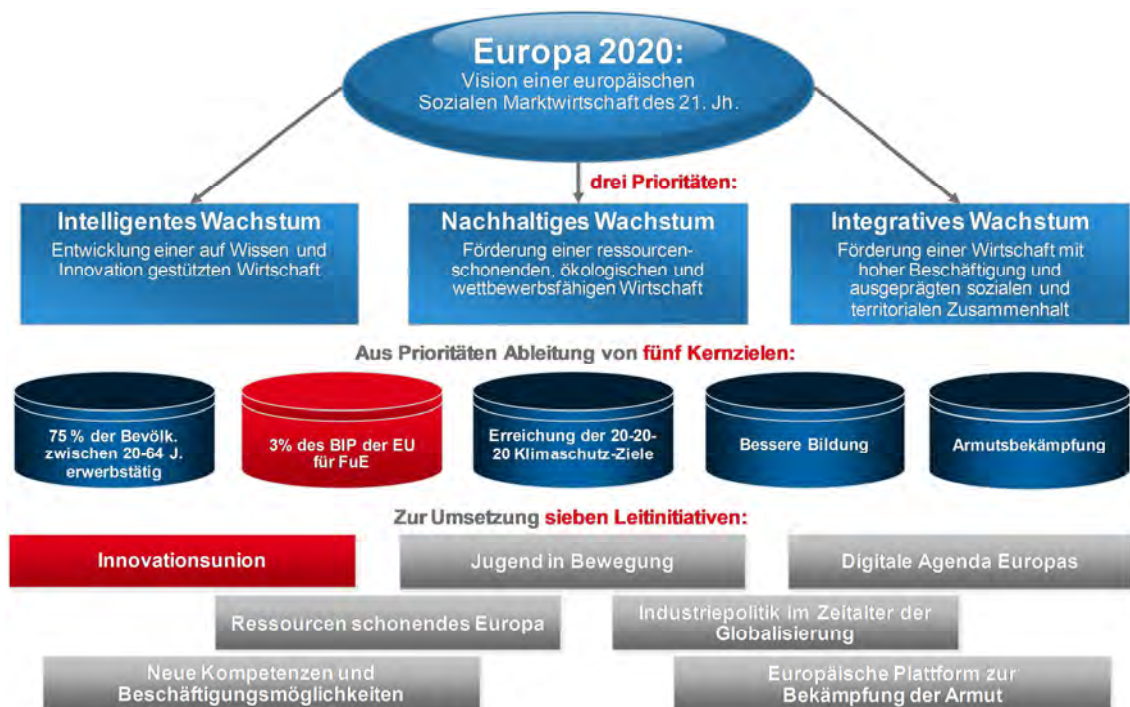 Europa 2020:
Vision einer europäischen
Sozialen Marktwirtschaft des 21. Jh.
drei Prioritäten:
Intelligentes Wachstum
Entwicklung einer auf Wissen und
Innovation gestützten Wirtschaft
Nachhaltiges Wachstum
Förderung einer ressourcen-
schonenden, ökologischen und
wettbewerbsfähigen Wirtschaft
Integratives Wachstum
Förderung einer Wirtschaft mit
hoher Beschäftigung und
ausgeprägten sozialen und
territorialen Zusammenhalt
Aus Prioritäten Ableitung von fünf Kernzielen:
75 % der Bevölk.
zwischen 20-64 J.
erwerbstätig
3% des BIP der EU
für FuE
Erreichung der 20-20-
20 Klimaschutz-Ziele
Bessere Bildung
Armutsbekämpfung
Zur Umsetzung sieben Leitinitiativen:
Innovationsunion
Jugend in Bewegung
Digitale Agenda Europas
Ressourcen schonendes Europa
Industriepolitik im Zeitalter der
Globalisierung
Neue Kompetenzen und
Beschäftigungsmöglichkeiten
Europäische Plattform zur
Bekämpfung der Armut